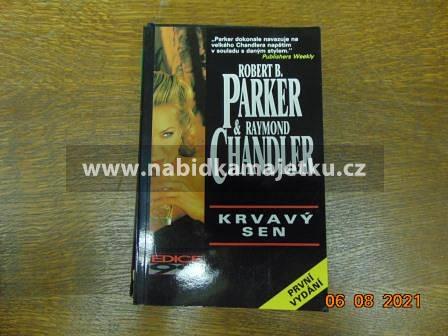 „Parker dokonale navazuje na
velkého Chandlera napětím
v souladu s daným stylem."
Publishers Weekly
ROBERT B.
PARKER
& RAYMOND
CHANDLER
www.nabidkamajetku.cz
KRVAVÝ
SEN
EDICE
PRVNÍ
VYDÁNÍ
06 08 2021